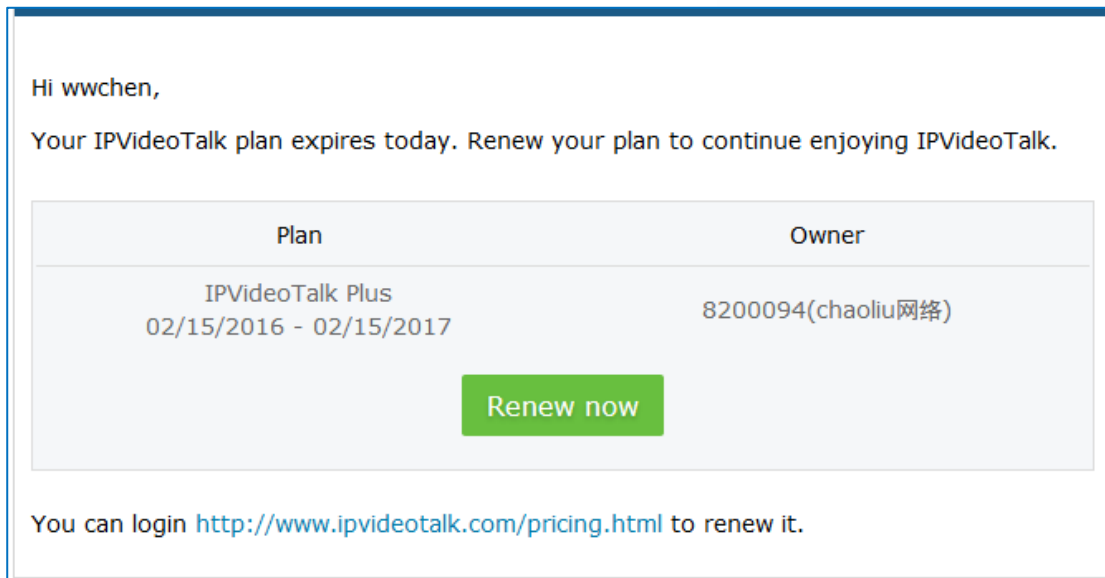 Hi wwchen,
Your IPVideoTalk plan expires today. Renew your plan to continue enjoying IPVideoTalk.
Plan Owner
IPVideoTalk Plus
02/15/2016 - 02/15/2017
8200094(chaoliu网络)
Renew now
You can login http://www.ipvideotalk.com/pricing.html to renew it.